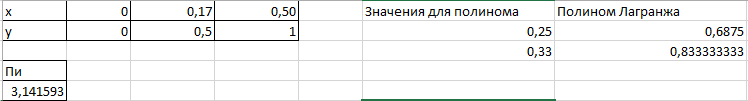 x 0 0,17 0,50 Значения для полинома Полином Лагранжа
y 0 0,5 1 0,25 0,6875
0,33 0,833333333
Пи
3,141593